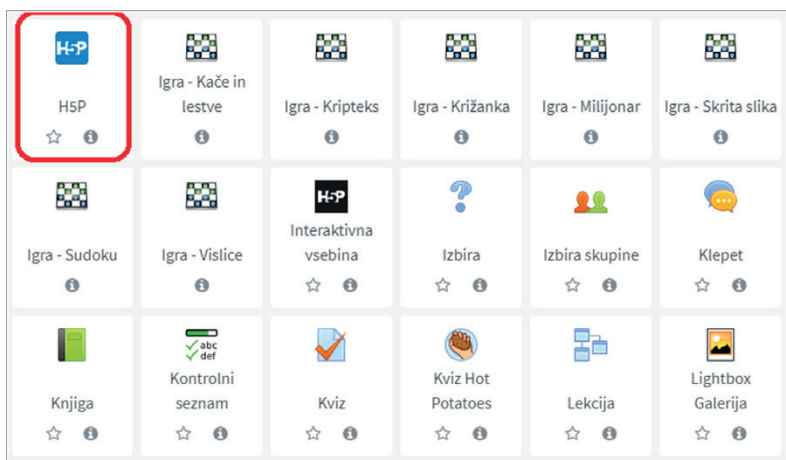 H5P
H5P
Igra - Kače in
lestve
Igra - Kripteks
Igra - Križanka
Igra - Milijonar
Igra - Skrita slika
Igra - Sudoku
Igra - Vislice
H5P
Interaktivna
vsebina
Izbira
Izbira skupine
Klepet
Knjiga
abc
def
Kontrolni
seznam
Kviz
Kviz Hot
Potatoes
Lekcija
Lightbox
Galerija